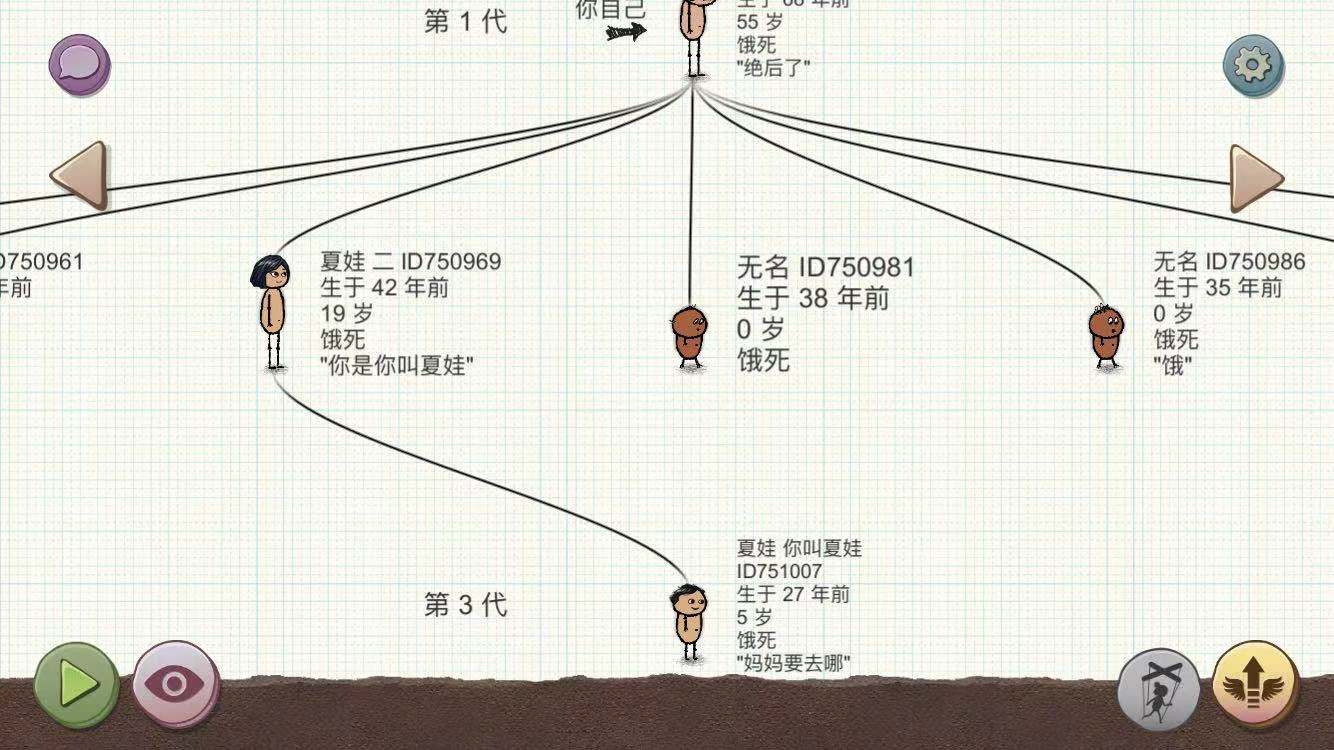 第 1 代
你自己
55 岁
饿死
"绝后了"
D750961
年前
夏娃 二 ID750969
生于 42 年前
19 岁
饿死
"你是你叫夏娃"
无名 ID750981
生于 38 年前
0 岁
饿死
无名 ID750986
生于 35 年前
0 岁
饿死
"饿"
第 3 代
夏娃 你叫夏娃
ID751007
生于 27 年前
5 岁
饿死
"妈妈要去哪"